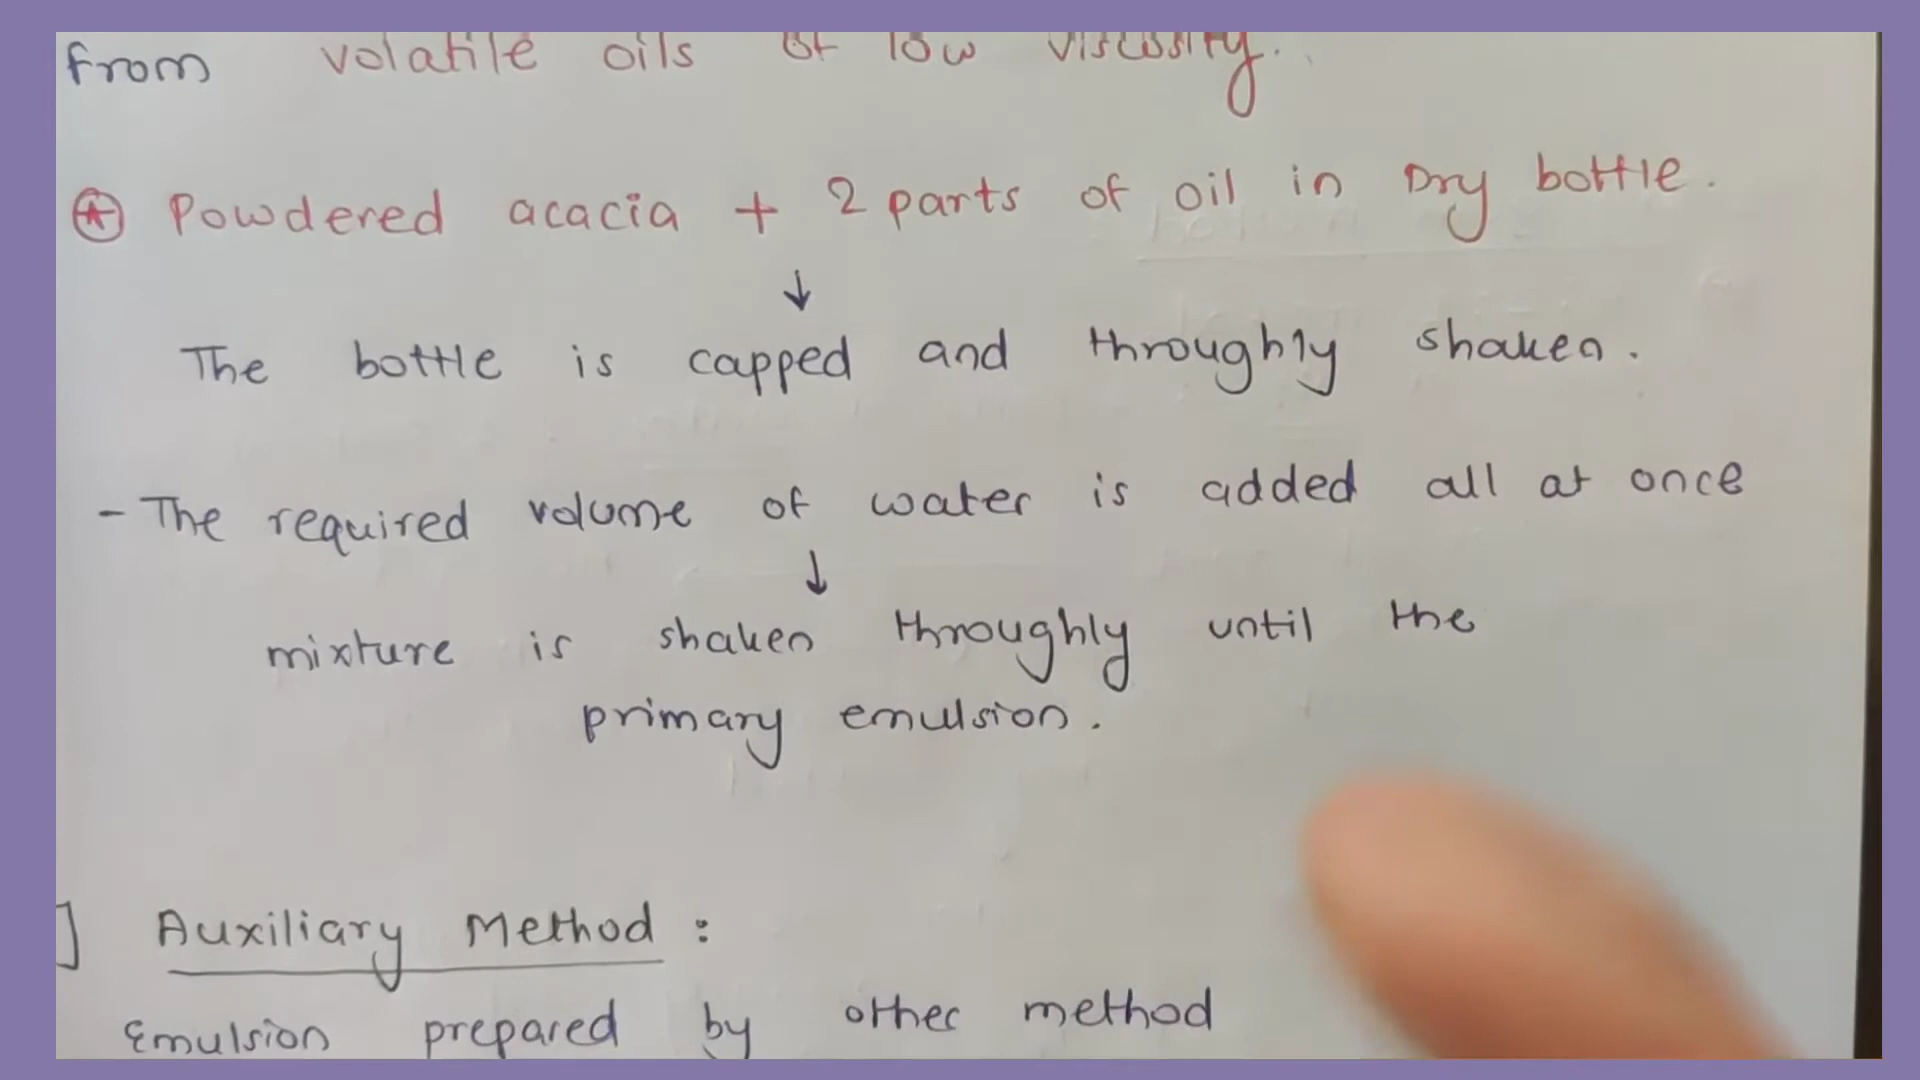 From volatile oils or low viscosity.
Powdered acacia + 2 parts of oil in Dry bottle.
↓
The bottle is capped and throughly shaken.
- The required volume of water is added all at once
↓
mixture is shaken throughly until the
primary emulsion.
] Auxiliary Method :
Emulsion prepared by other method